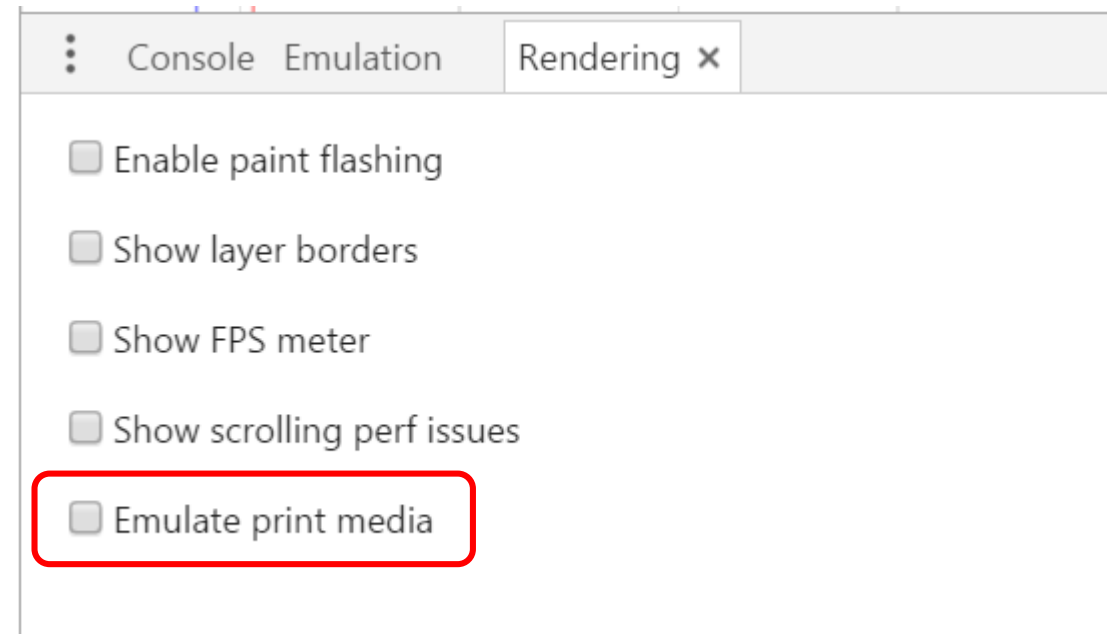 Console Emulation Rendering ×
Enable paint flashing
Show layer borders
Show FPS meter
Show scrolling perf issues
Emulate print media